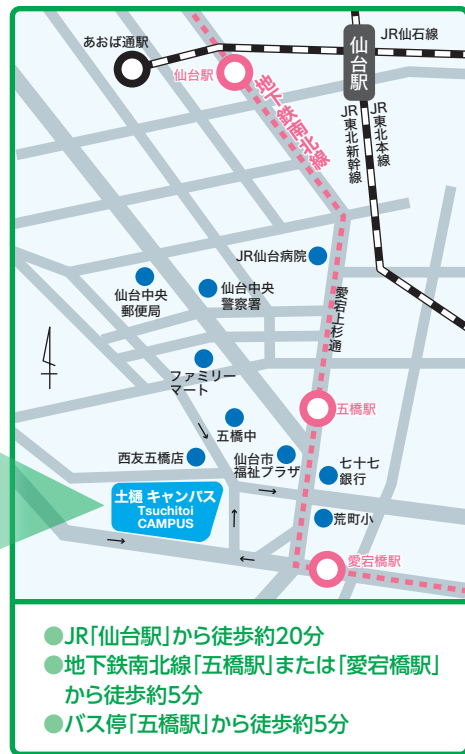 あおば通駅
JR仙石線
仙台駅
仙台駅
地下鉄南北線
JR東北本線
JR東北新幹線
JR仙台病院
仙台中央
郵便局
仙台中央
警察署
愛宕上杉通
ファミリー
マート
五橋駅
五橋中
西友五橋店
仙台市
福祉プラザ
七十七
銀行
土樋 キャンパス
Tsuchitoi
CAMPUS
荒町小
愛宕橋駅
●JR「仙台駅」から徒歩約20分
●地下鉄南北線「五橋駅」または「愛宕橋駅」
から徒歩約5分
●バス停「五橋駅」から徒歩約5分